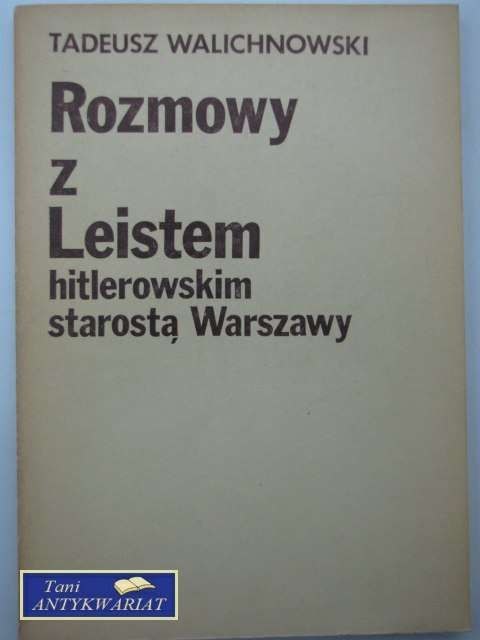 TADEUSZ WALICHNOWSKI
Rozmowy
z
Leistem
hitlerowskim
starostą Warszawy
Tani
ANTYKWARIAT